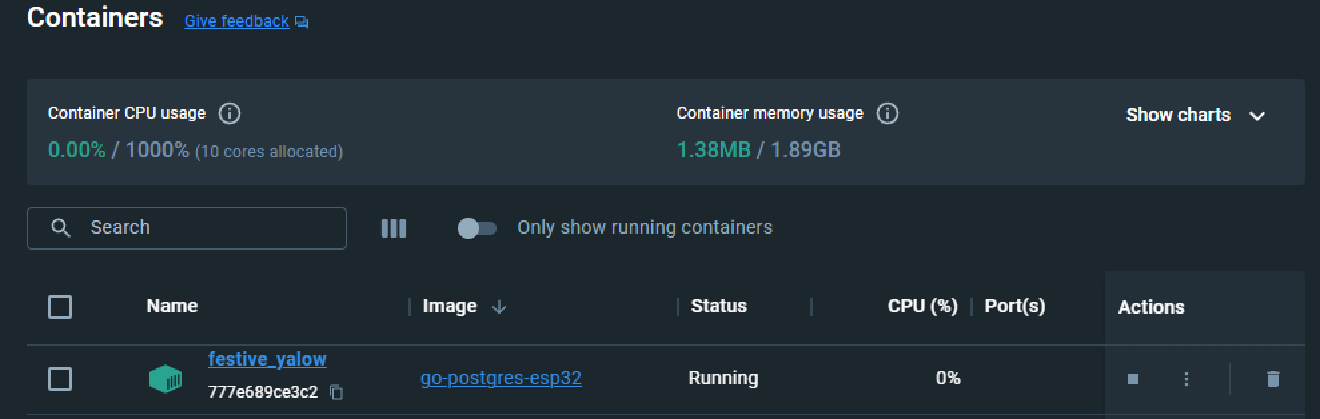 Containers Give feedback
Container CPU usage
0.00% / 1000% (10 cores allocated)
Container memory usage
1.38MB / 1.89GB
Show charts
Search
Only show running containers
Name Image Status CPU (%) Port(s) Actions
festive_yalow
777e689ce3c2
go-postgres-esp32 Running 0%